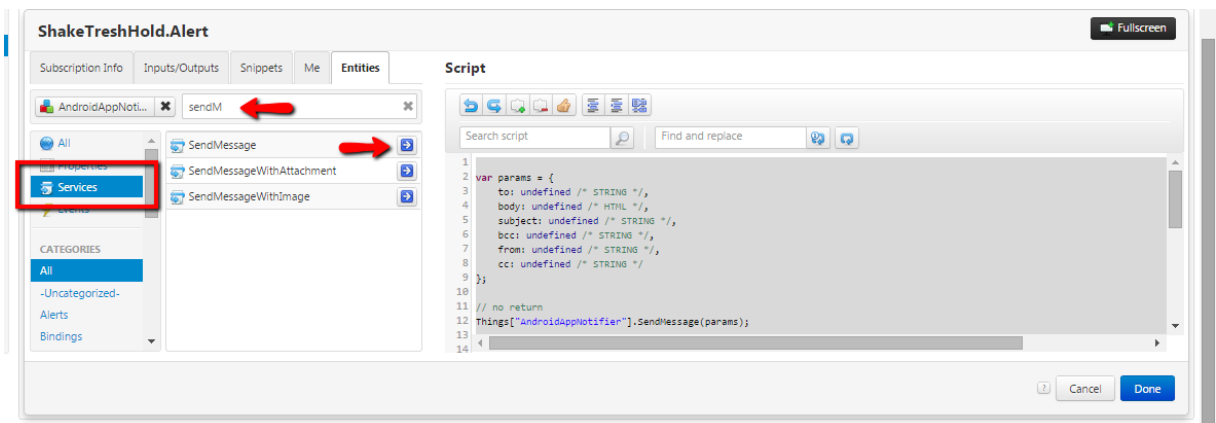 ShakeTreshHold.Alert
Fullscreen
Subscription Info Inputs/Outputs Snippets Me Entities
Script
AndroidAppNoti... sendM
All
Properties
Services
Events
CATEGORIES
All
-Uncategorized-
Alerts
Bindings
SendMessage
SendMessageWithAttachment
SendMessageWithImage
Search script Find and replace
1
2 var params = {
3 to: undefined /* STRING */,
4 body: undefined /* HTML */,
5 subject: undefined /* STRING */,
6 bcc: undefined /* STRING */,
7 from: undefined /* STRING */,
8 cc: undefined /* STRING */
9 };
10
11 // no return
12 Things["AndroidAppNotifier"].SendMessage(params);
13
14
? Cancel Done